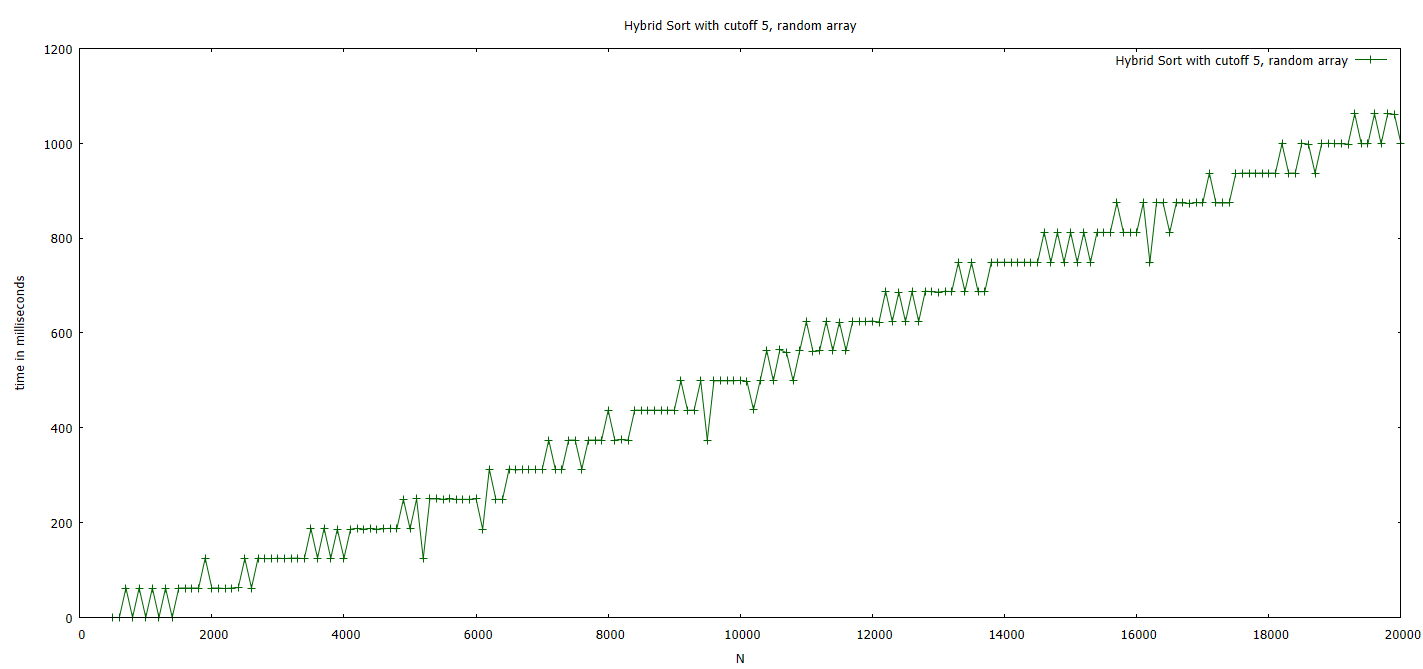 Hybrid Sort with cutoff 5, random array
1200
Hybrid Sort with cutoff 5, random array
1000
800
600
400
200
0
time in milliseconds
0 2000 4000 6000 8000 10000 12000 14000 16000 18000 20000
N